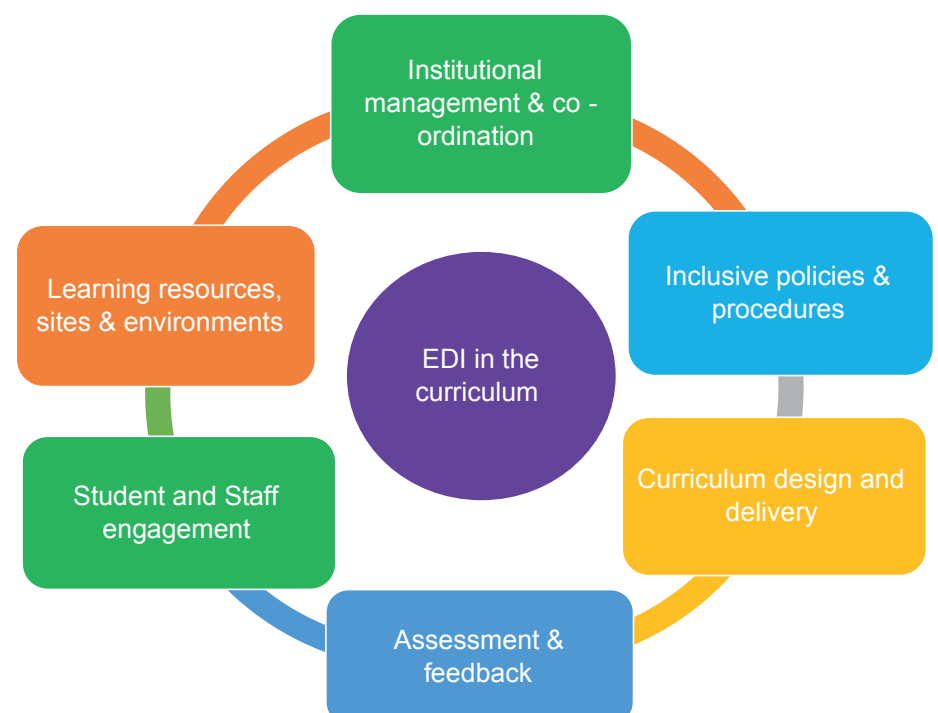 Institutional
management & co -
ordination
Inclusive policies &
procedures
Curriculum design and
delivery
Assessment &
feedback
Student and Staff
engagement
Learning resources,
sites & environments
EDI in the
curriculum